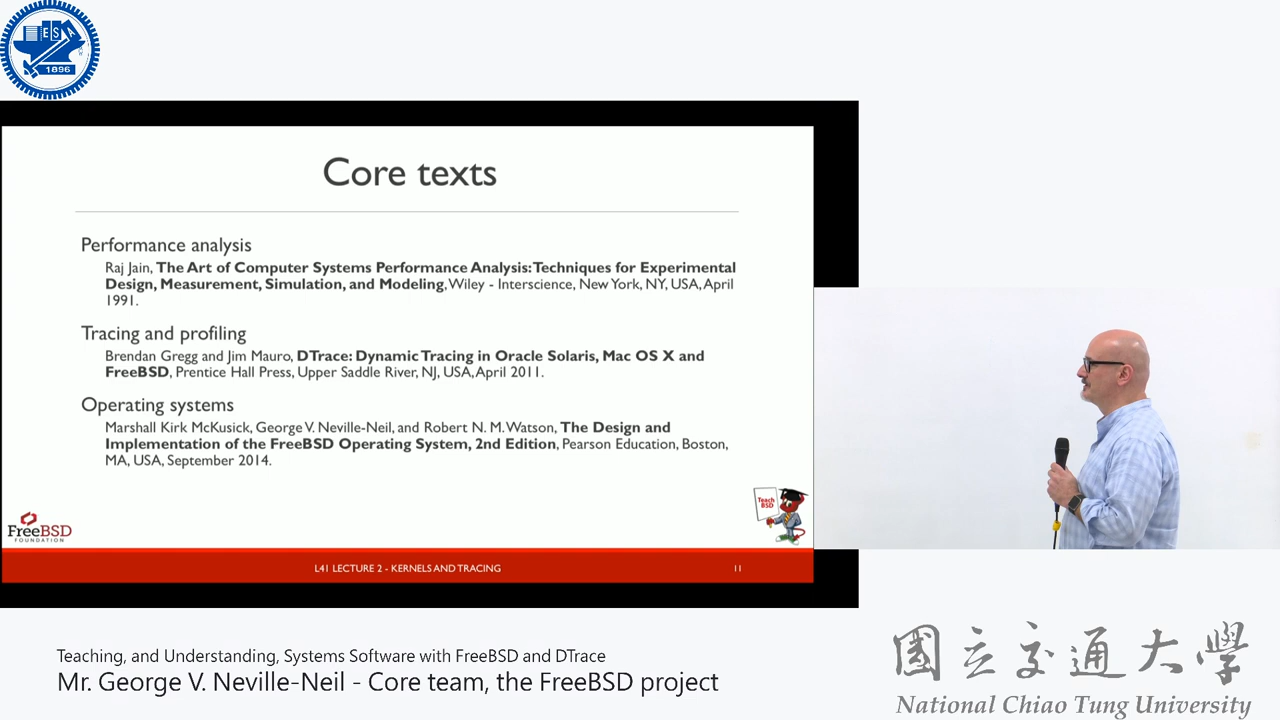 ESA
1896
Core texts
Performance analysis
Raj Jain, The Art of Computer Systems Performance Analysis: Techniques for Experimental
Design, Measurement, Simulation, and Modeling, Wiley - Interscience, New York, NY, USA, April
1991.
Tracing and profiling
Brendan Gregg and Jim Mauro, DTrace: Dynamic Tracing in Oracle Solaris, Mac OS X and
FreeBSD, Prentice Hall Press, Upper Saddle River, NJ, USA, April 2011.
Operating systems
Marshall Kirk McKusick, George V. Neville-Neil, and Robert N. M. Watson, The Design and
Implementation of the FreeBSD Operating System, 2nd Edition, Pearson Education, Boston,
MA, USA, September 2014.
Teach
BSD
FreeBSD
FOUNDATION
L41 LECTURE 2 - KERNELS AND TRACING
11
Teaching, and Understanding, Systems Software with FreeBSD and DTrace
Mr. George V. Neville-Neil - Core team, the FreeBSD project
國立交通大學
National Chiao Tung University